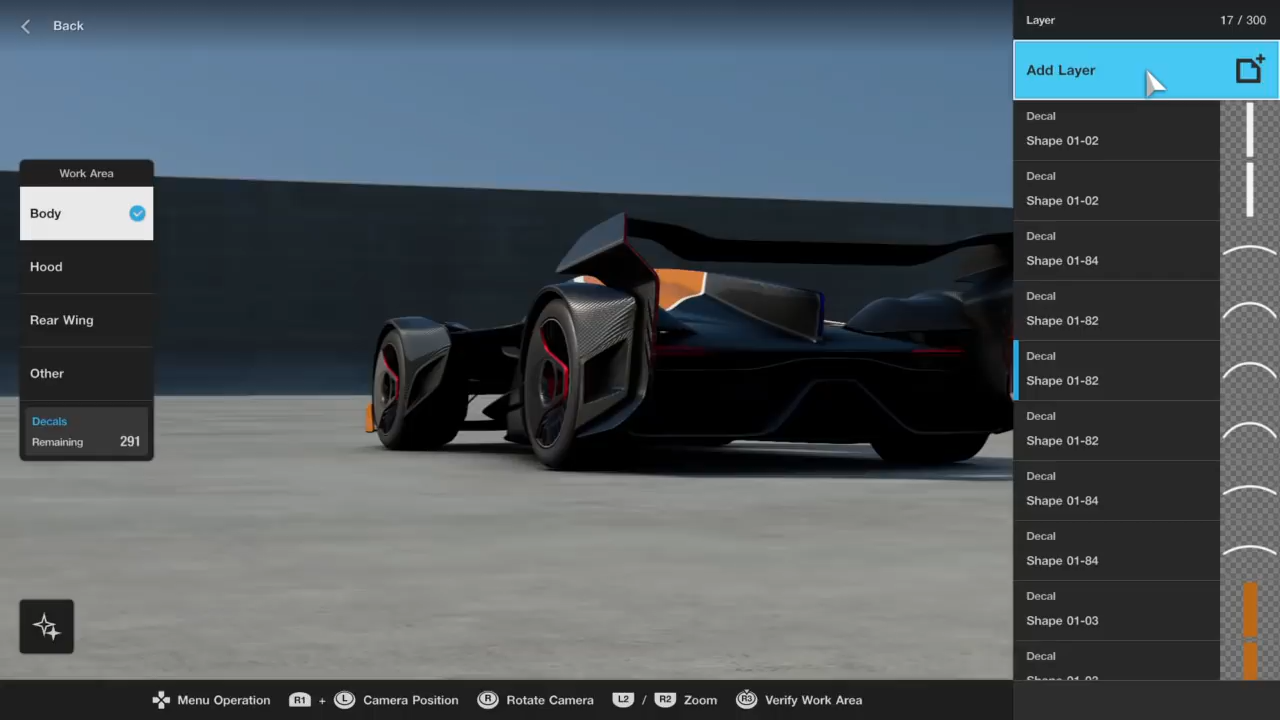 Back
Layer 17 / 300
Add Layer
Work Area
Body
Hood
Rear Wing
Other
Decals
Remaining 291
Decal
Shape 01-02
Decal
Shape 01-02
Decal
Shape 01-84
Decal
Shape 01-82
Decal
Shape 01-82
Decal
Shape 01-82
Decal
Shape 01-84
Decal
Shape 01-84
Decal
Shape 01-03
Decal
Shape 01-03
Menu Operation R1 + L Camera Position R Rotate Camera L2 / R2 Zoom R3 Verify Work Area